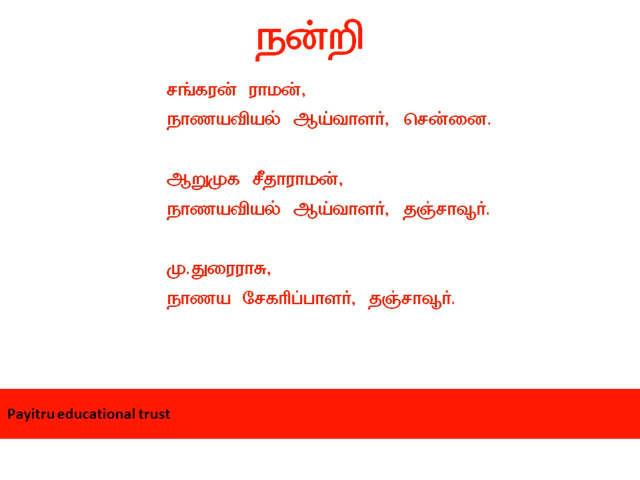 நன்றி
சங்கரன் ராமன்,
நாணயவியல் ஆய்வாளர், சென்னை.
ஆறுமுக சீதாராமன்,
நாணயவியல் ஆய்வாளர், தஞ்சாவூர்.
மு.துரைராசு,
நாணய சேகரிப்பாளர், தஞ்சாவூர்.
Payitru educational trust